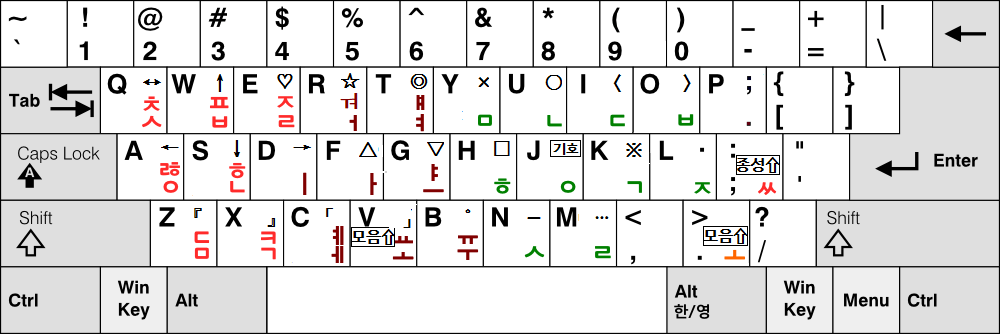 ~ ! @ # $ % ^ & * ( ) _ + |
` 1 2 3 4 5 6 7 8 9 0 - = \ ←
Q ↔ W ↑ E ♡ R ☆ T ◎ Y × U ○ I 〈 O 〉 P ; { }
Tab ㅊ ㅍ ㅈ
ㅅ ㅂ ㄹ ㅓ ㅕ ㅁ ㄴ ㄷ ㅂ . [ ]
Caps Lock A ← S ↓ D → F △ G ▽ H □ J 기호 K ※ L · : "
A ㅀ ㅎ ㅑ 종성⇧ Enter
ㅇ ㄴ ㅣ ㅏ ㅡ ㅎ ㅇ ㄱ ㅈ ; ㅆ '
Shift Z 『 X 』 C 「 V 」 B ° N – M … < > ? Shift
ㄷ ㅋ 모음⇧ ㅛ ㅠ 모음⇧
ㅁ ㄱ ㅔ ㅗ ㅜ ㅅ ㄹ , . ㅗ /
Ctrl Win Key Alt Alt 한/영 Win Key Menu Ctrl